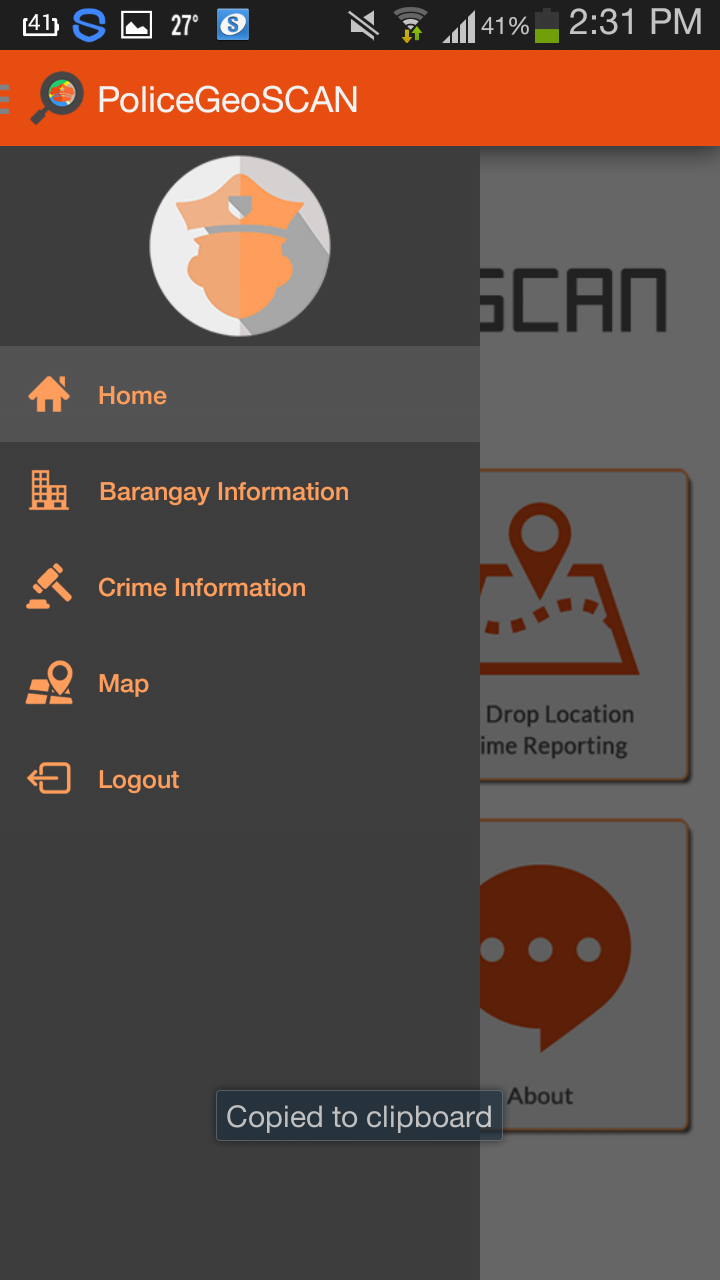 41 27° 41% 2:31 PM
PoliceGeoSCAN
SCAN
Home
Barangay Information
Crime Information
Map
Logout
Drop Location
ime Reporting
About
Copied to clipboard